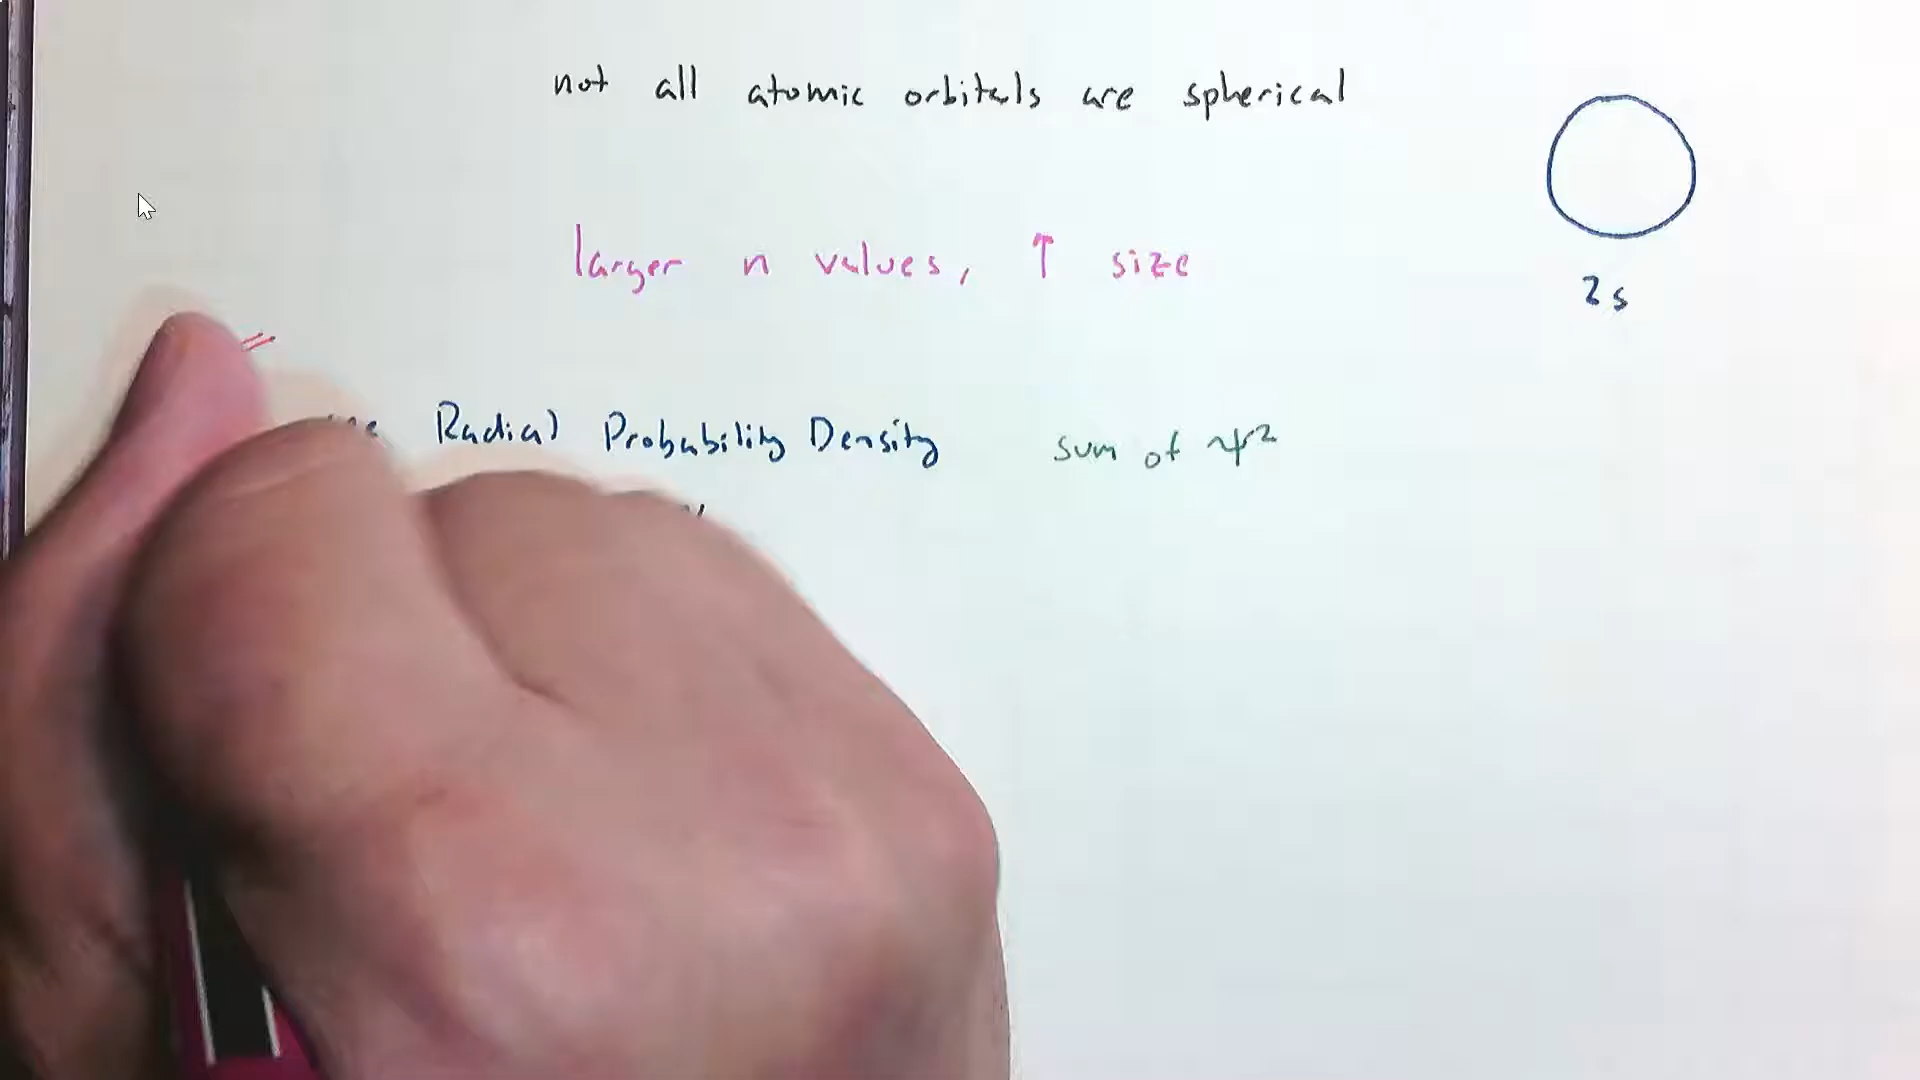 not all atomic orbitals are spherical
larger n values, ↑ size
2s
Radial Probability Density sum of ψ²